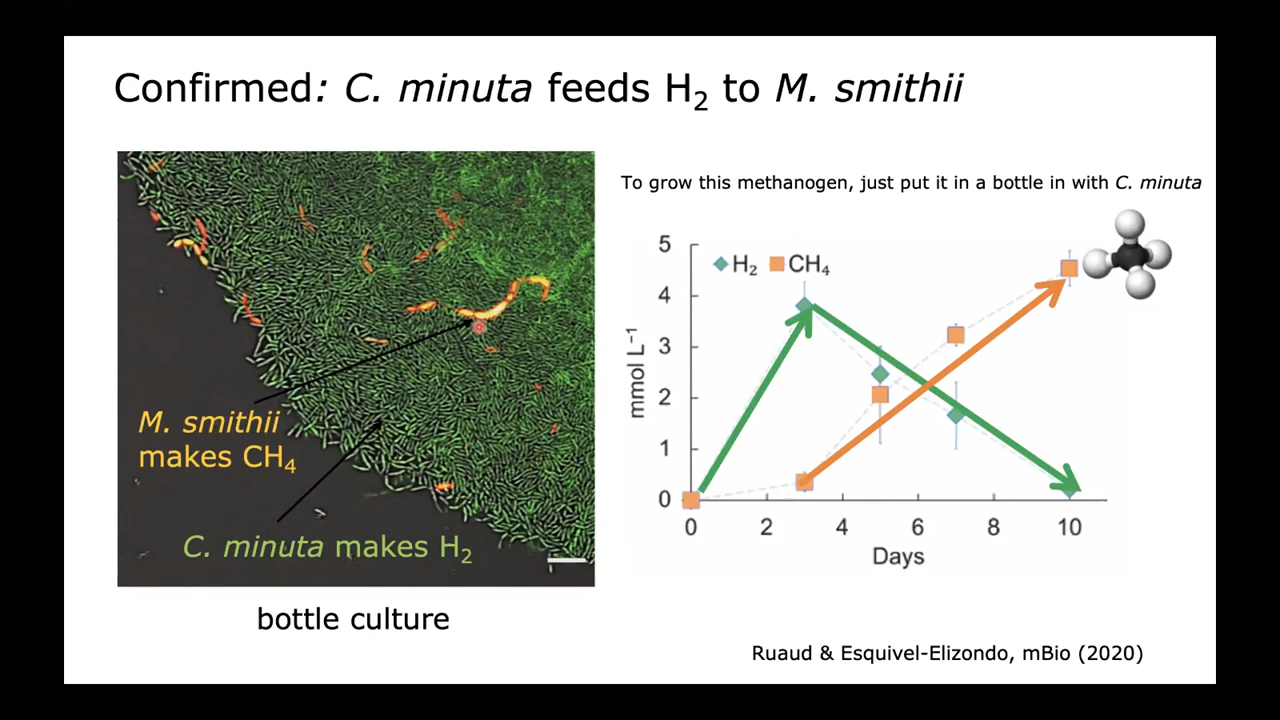 Confirmed: C. minuta feeds H₂ to M. smithii
M. smithii
makes CH₄
C. minuta makes H₂
bottle culture
To grow this methanogen, just put it in a bottle in with C. minuta
H₂ CH₄
5
4
3
2
1
0
mmol L⁻¹
0 2 4 6 8 10
Days
Ruaud & Esquivel-Elizondo, mBio (2020)